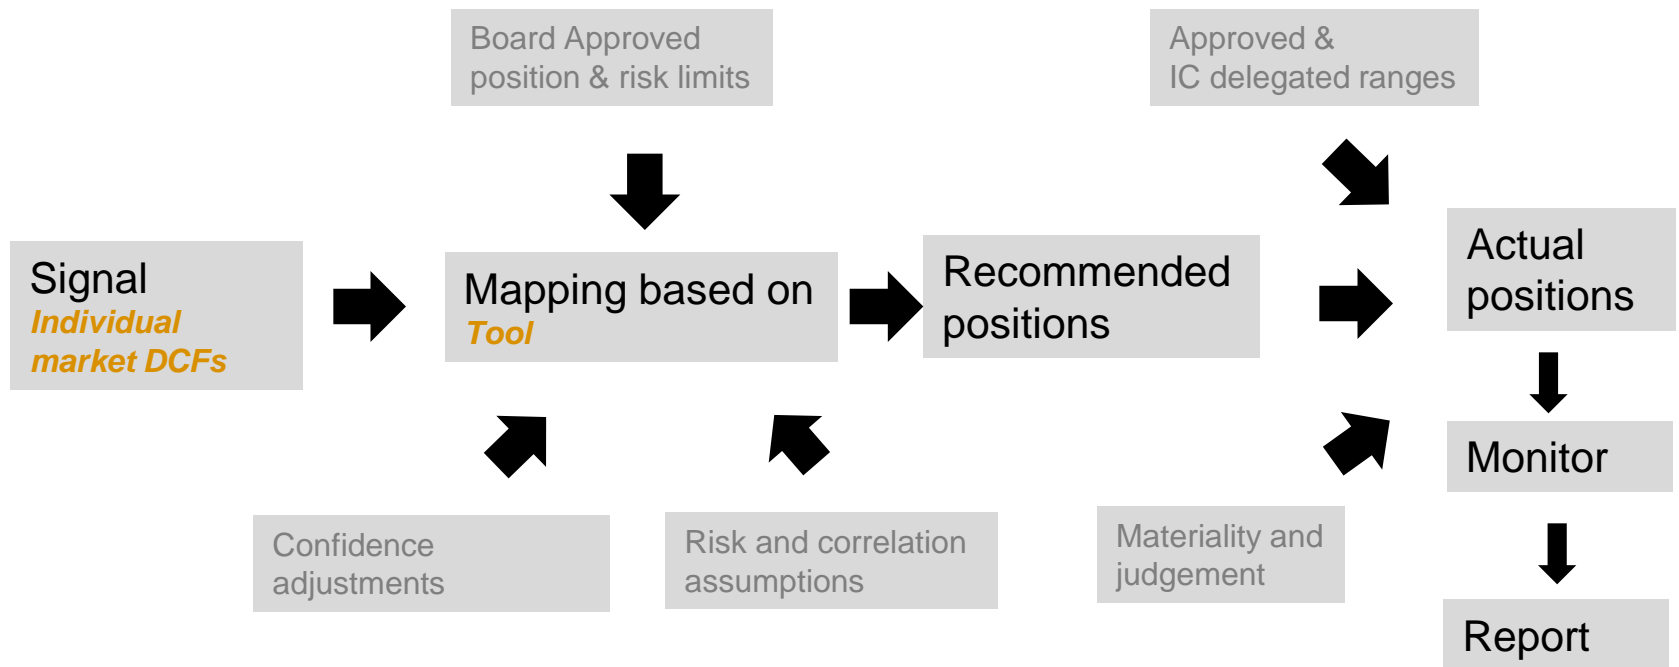 Board Approved
position & risk limits
Approved &
IC delegated ranges
Signal
Individual
market DCFs
Mapping based on
Tool
Recommended
positions
Actual
positions
Monitor
Confidence
adjustments
Risk and correlation
assumptions
Materiality and
judgement
Report